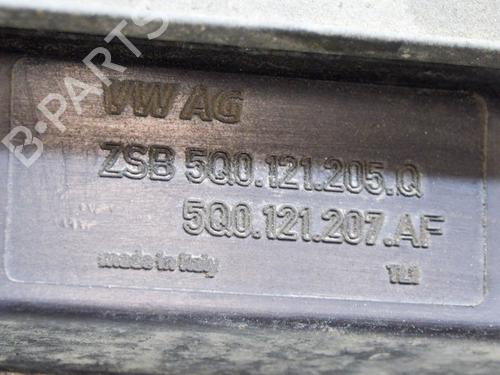 B-PARTS
VW AG
ZSB 5Q0.121.205.Q
5Q0.121.207.AF
made in Italy